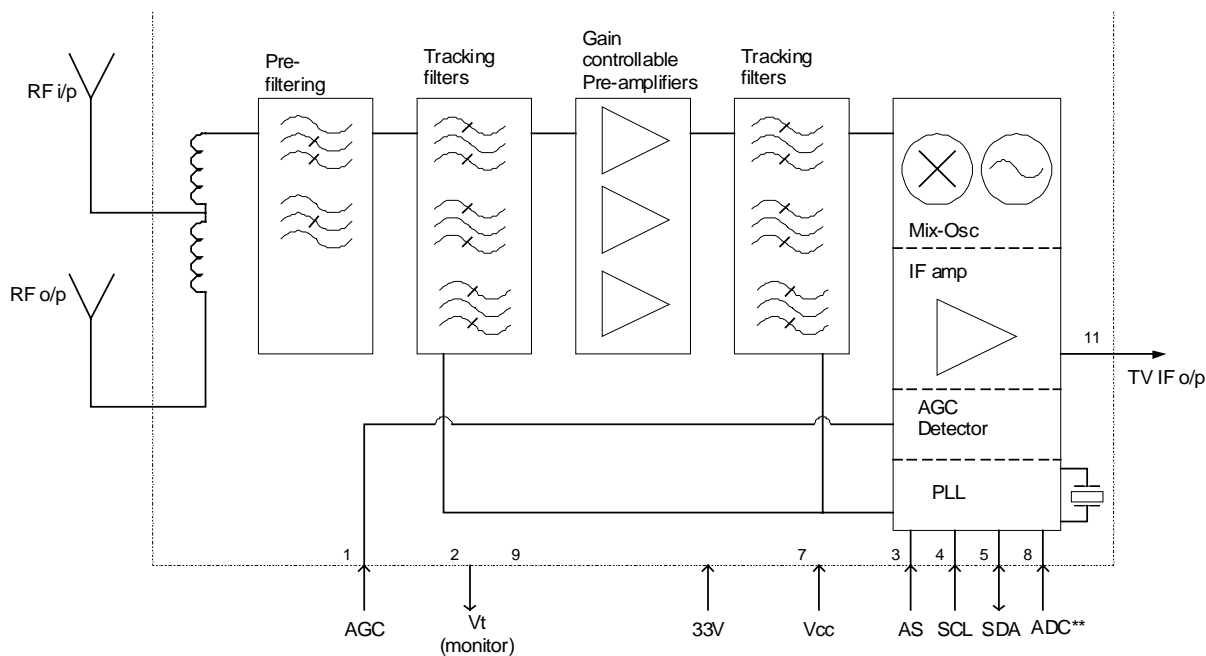 RF i/p
RF o/p
Pre-
filtering
Tracking
filters
Gain
controllable
Pre-amplifiers
Tracking
filters
Mix-Osc
IF amp
AGC
Detector
PLL
11
TV IF o/p
1
2
9
7
3
4
5
8
AGC
Vt
(monitor)
33V
Vcc
AS
SCL
SDA
ADC**